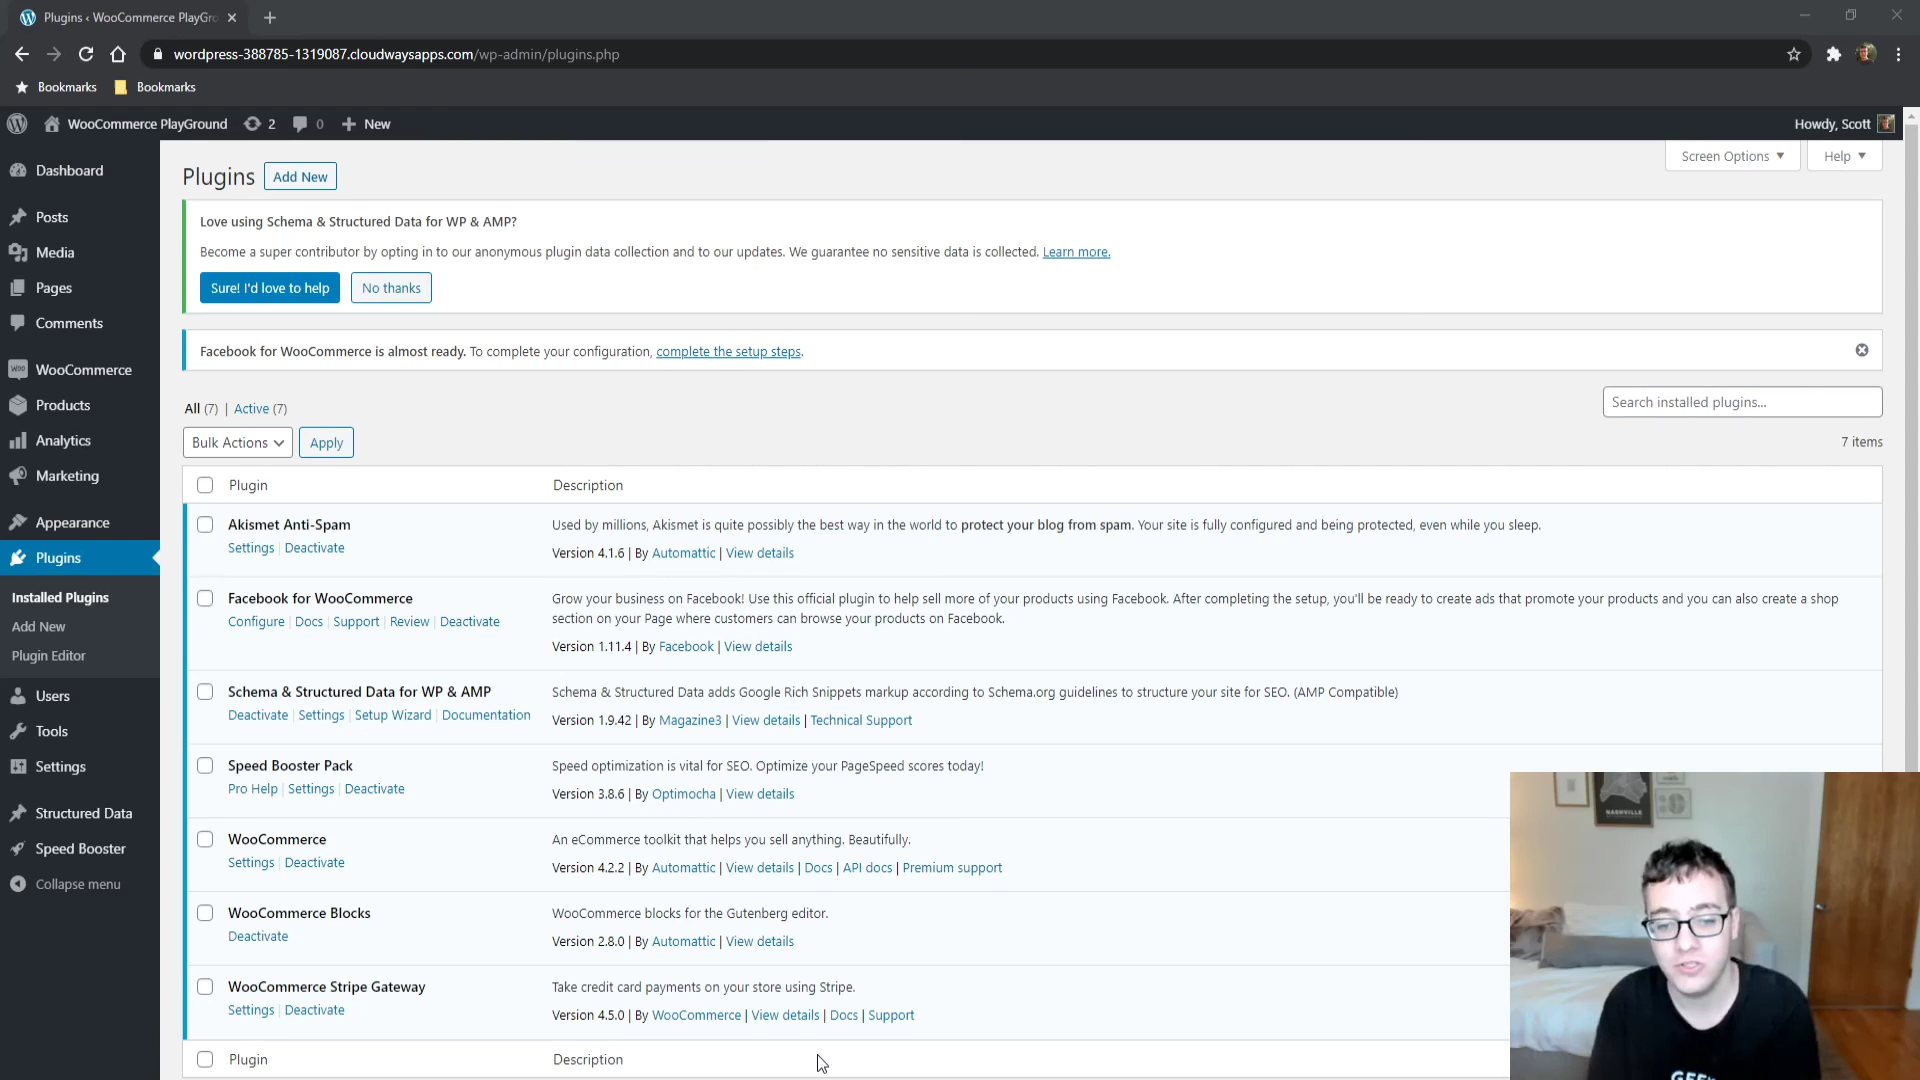 Plugins ‹ WooCommerce PlayGro
wordpress-388785-1319087.cloudwaysapps.com/wp-admin/plugins.php
Bookmarks Bookmarks
WooCommerce PlayGround 2 0 New Howdy, Scott
Screen Options Help
Dashboard
Posts
Media
Pages
Comments
WooCommerce
Products
Analytics
Marketing
Appearance
Plugins
Installed Plugins
Add New
Plugin Editor
Users
Tools
Settings
Structured Data
Speed Booster
Collapse menu
Plugins Add New
Love using Schema & Structured Data for WP & AMP?
Become a super contributor by opting in to our anonymous plugin data collection and to our updates. We guarantee no sensitive data is collected. Learn more.
Sure! I'd love to help No thanks
Facebook for WooCommerce is almost ready. To complete your configuration, complete the setup steps.
All (7) | Active (7)
Search installed plugins...
Bulk Actions Apply
7 items
Plugin Description
Akismet Anti-Spam
Settings | Deactivate
Used by millions, Akismet is quite possibly the best way in the world to protect your blog from spam. Your site is fully configured and being protected, even while you sleep.
Version 4.1.6 | By Automattic | View details
Facebook for WooCommerce
Configure | Docs | Support | Review | Deactivate
Grow your business on Facebook! Use this official plugin to help sell more of your products using Facebook. After completing the setup, you'll be ready to create ads that promote your products and you can also create a shop
section on your Page where customers can browse your products on Facebook.
Version 1.11.4 | By Facebook | View details
Schema & Structured Data for WP & AMP
Deactivate | Settings | Setup Wizard | Documentation
Schema & Structured Data adds Google Rich Snippets markup according to Schema.org guidelines to structure your site for SEO. (AMP Compatible)
Version 1.9.42 | By Magazine3 | View details | Technical Support
Speed Booster Pack
Pro Help | Settings | Deactivate
Speed optimization is vital for SEO. Optimize your PageSpeed scores today!
Version 3.8.6 | By Optimocha | View details
WooCommerce
Settings | Deactivate
An eCommerce toolkit that helps you sell anything. Beautifully.
Version 4.2.2 | By Automattic | View details | Docs | API docs | Premium support
WooCommerce Blocks
Deactivate
WooCommerce blocks for the Gutenberg editor.
Version 2.8.0 | By Automattic | View details
WooCommerce Stripe Gateway
Settings | Deactivate
Take credit card payments on your store using Stripe.
Version 4.5.0 | By WooCommerce | View details | Docs | Support
Plugin Description
NASHVILLE